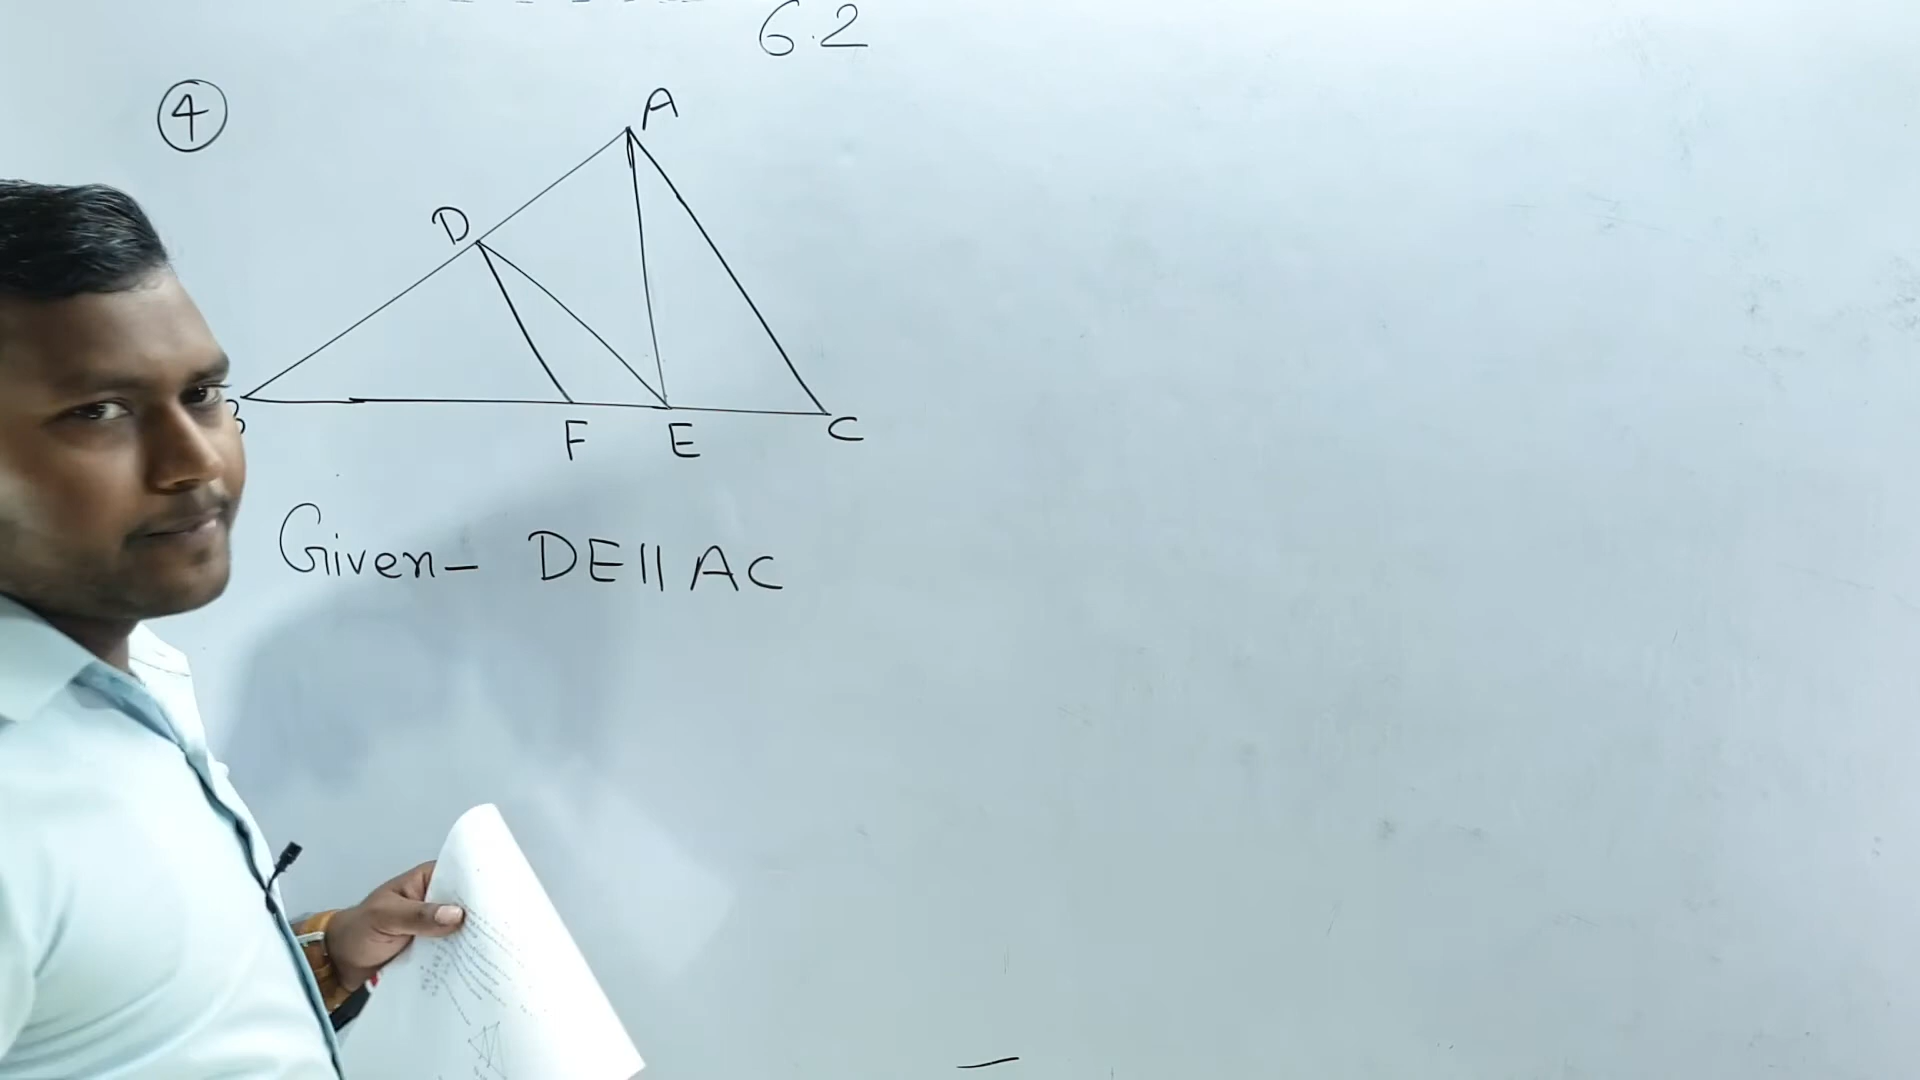 6.2
④
A
D
F E C
Given- DE || AC